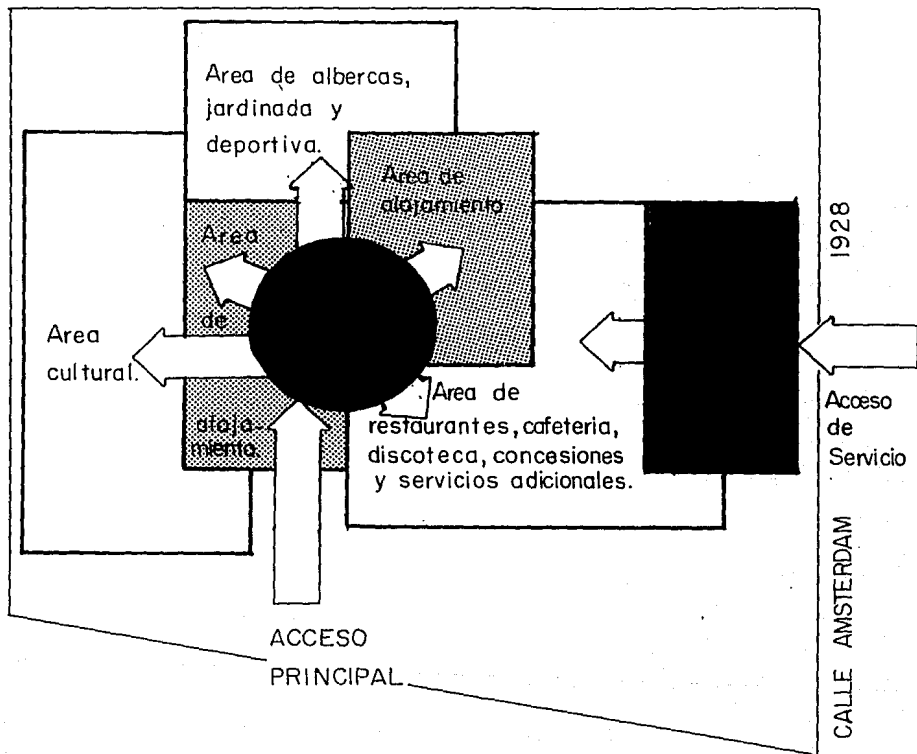 Area de albercas,
jardinada y
deportiva.
Area de
alojamiento
Area
de
alojа-
miento
Area
cultural.
Area de
restaurantes, cafeteria,
discoteca, concesiones
y servicios adicionales.
1928
Acceso
de
Servicio
CALLE AMSTERDAM
ACCESO
PRINCIPAL